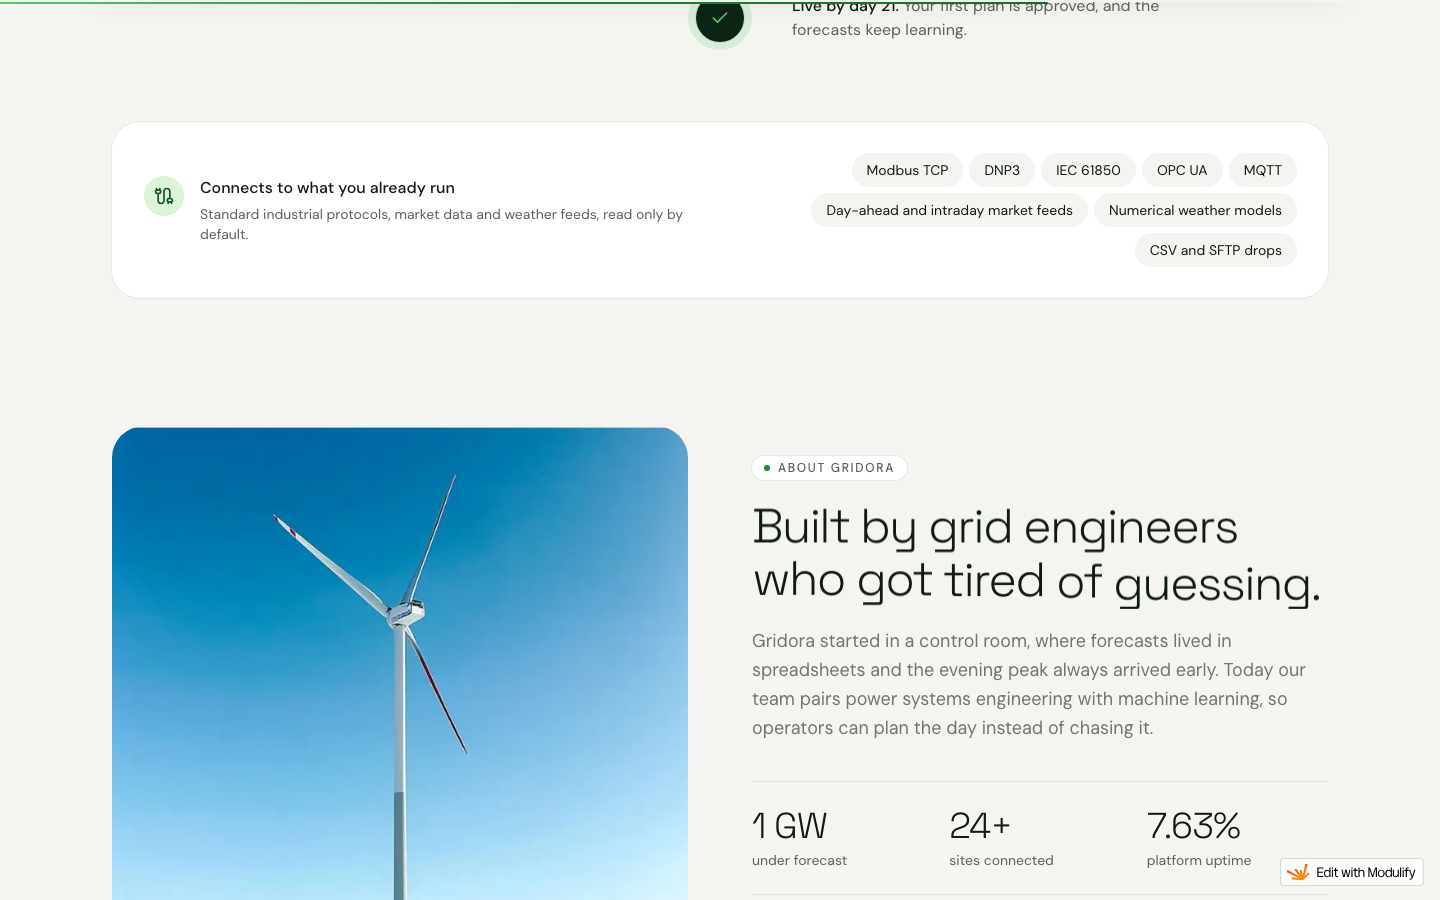 Live by day 21. Your first plan is approved, and the
forecasts keep learning.
Connects to what you already run
Standard industrial protocols, market data and weather feeds, read only by
default.
Modbus TCP
DNP3
IEC 61850
OPC UA
MQTT
Day-ahead and intraday market feeds
Numerical weather models
CSV and SFTP drops
ABOUT GRIDORA
Built by grid engineers
who got tired of guessing.
Gridora started in a control room, where forecasts lived in
spreadsheets and the evening peak always arrived early. Today our
team pairs power systems engineering with machine learning, so
operators can plan the day instead of chasing it.
1 GW
under forecast
24+
sites connected
7.63%
platform uptime
Edit with Modulify